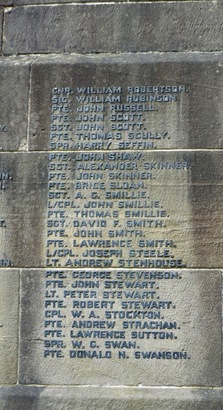 GNR. WILLIAM ROBERTSON.
SIG. WILLIAM ROBINSON.
PTE. JOHN RUSSELL.
PTE. JOHN SCOTT.
SGT. JOHN SCOTT.
PTE. THOMAS SCULLY.
SPR. HARRY SEFFIN.
PTE. JOHN SHAW.
SGT. ALEXANDER SKINNER.
PTE. JOHN SKINNER.
PTE. BRICE SLOAN.
SGT. A. G. SMILLIE.
L/CPL. JOHN SMILLIE.
PTE. THOMAS SMILLIE.
SGT. DAVID F. SMITH.
PTE. JOHN SMITH.
PTE. LAWRENCE SMITH.
L/CPL. JOSEPH STEELE.
LT. ANDREW STENHOUSE.
PTE. GEORGE STEVENSON.
PTE. JOHN STEWART.
LT. PETER STEWART.
PTE. ROBERT STEWART.
CPL. W. A. STOCKTON.
PTE. ANDREW STRACHAN.
PTE. LAWRENCE SUTTON.
SPR. W. C. SWAN.
PTE. DONALD N. SWANSON.